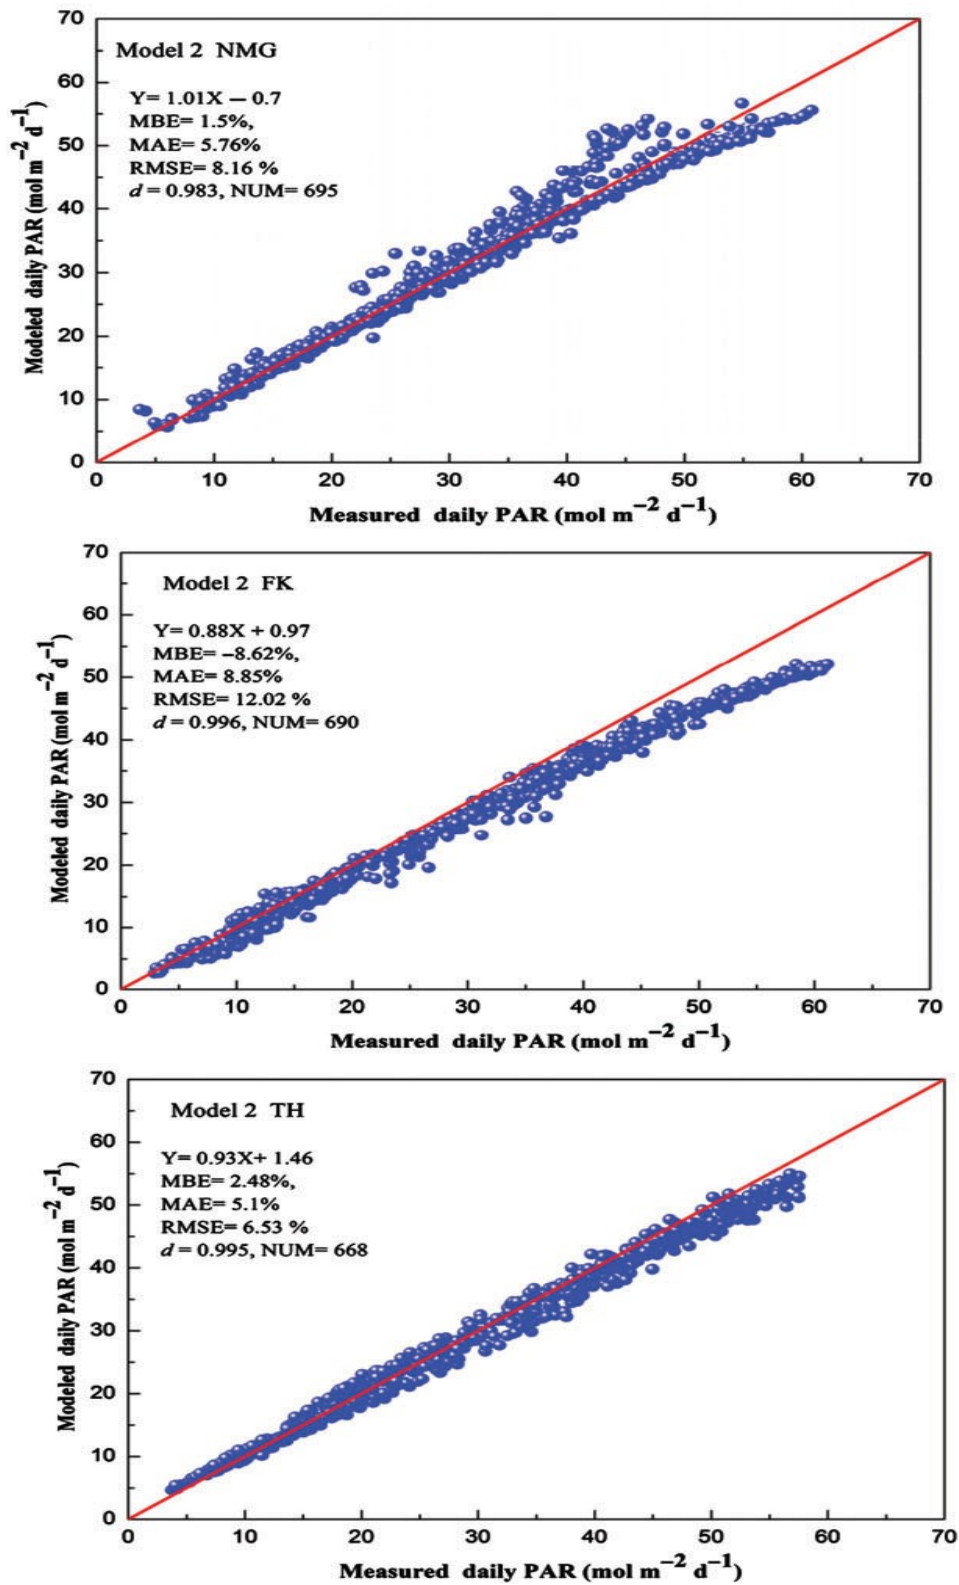 70
60
50
40
30
20
10
0
Modeled daily PAR (mol m⁻² d⁻¹)
Model 2 NMG
Y= 1.01X – 0.7
MBE= 1.5%,
MAE= 5.76%
RMSE= 8.16 %
d = 0.983, NUM= 695
0 10 20 30 40 50 60 70
Measured daily PAR (mol m⁻² d⁻¹)
70
60
50
40
30
20
10
0
Modeled daily PAR (mol m⁻² d⁻¹)
Model 2 FK
Y= 0.88X + 0.97
MBE= –8.62%,
MAE= 8.85%
RMSE= 12.02 %
d = 0.996, NUM= 690
0 10 20 30 40 50 60 70
Measured daily PAR (mol m⁻² d⁻¹)
70
60
50
40
30
20
10
0
Modeled daily PAR (mol m⁻² d⁻¹)
Model 2 TH
Y= 0.93X+ 1.46
MBE= 2.48%,
MAE= 5.1%
RMSE= 6.53 %
d = 0.995, NUM= 668
0 10 20 30 40 50 60 70
Measured daily PAR (mol m⁻² d⁻¹)